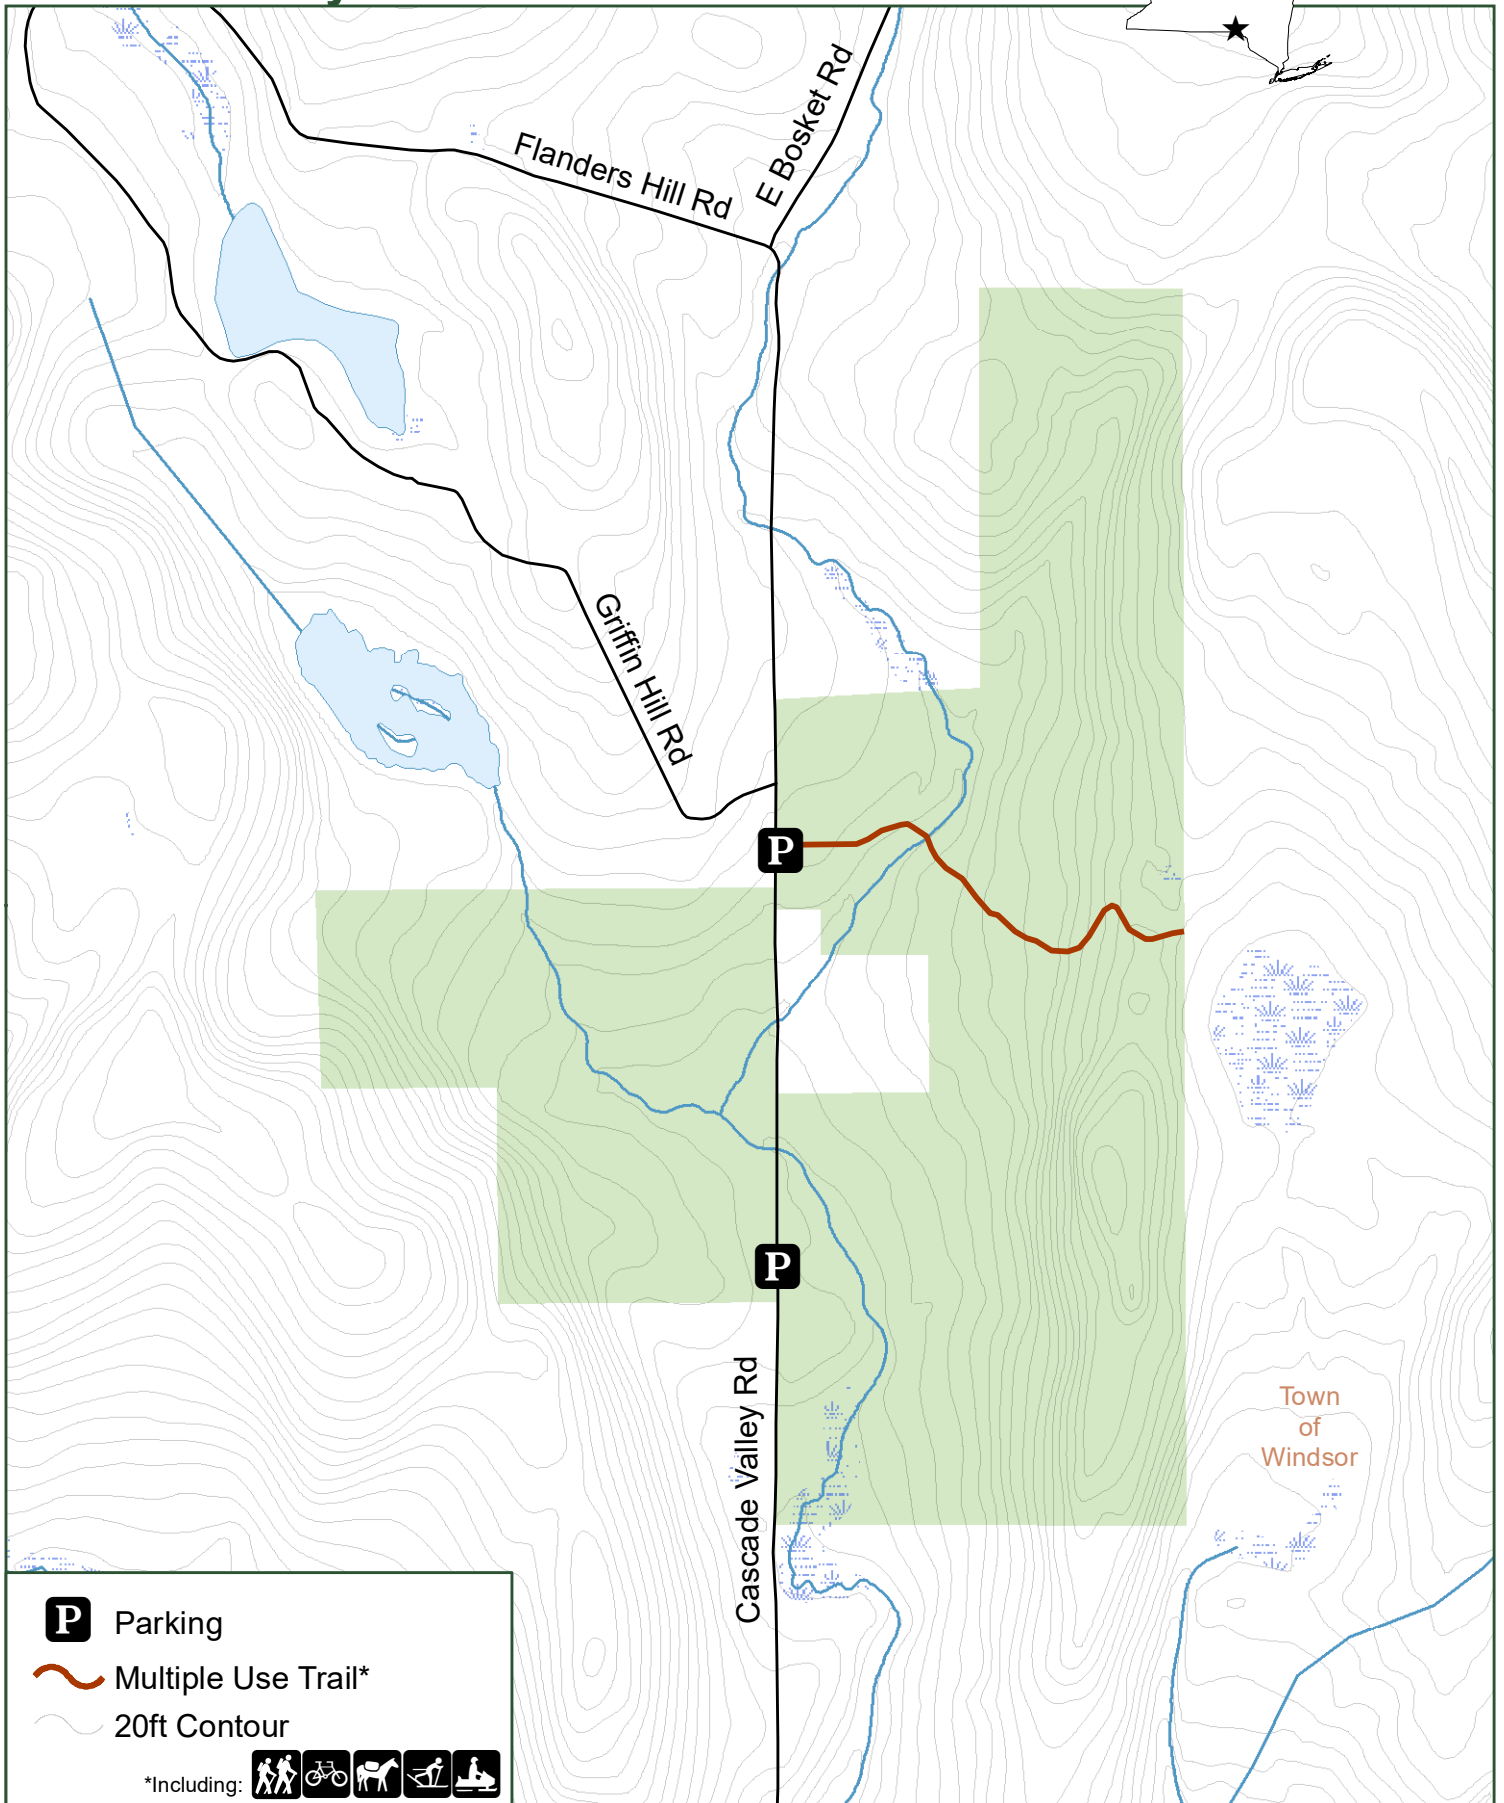 Flanders Hill Rd
E Bosket Rd
Griffin Hill Rd
P
P
Cascade Valley Rd
Town
of
Windsor
P Parking
Multiple Use Trail*
20ft Contour
*Including: